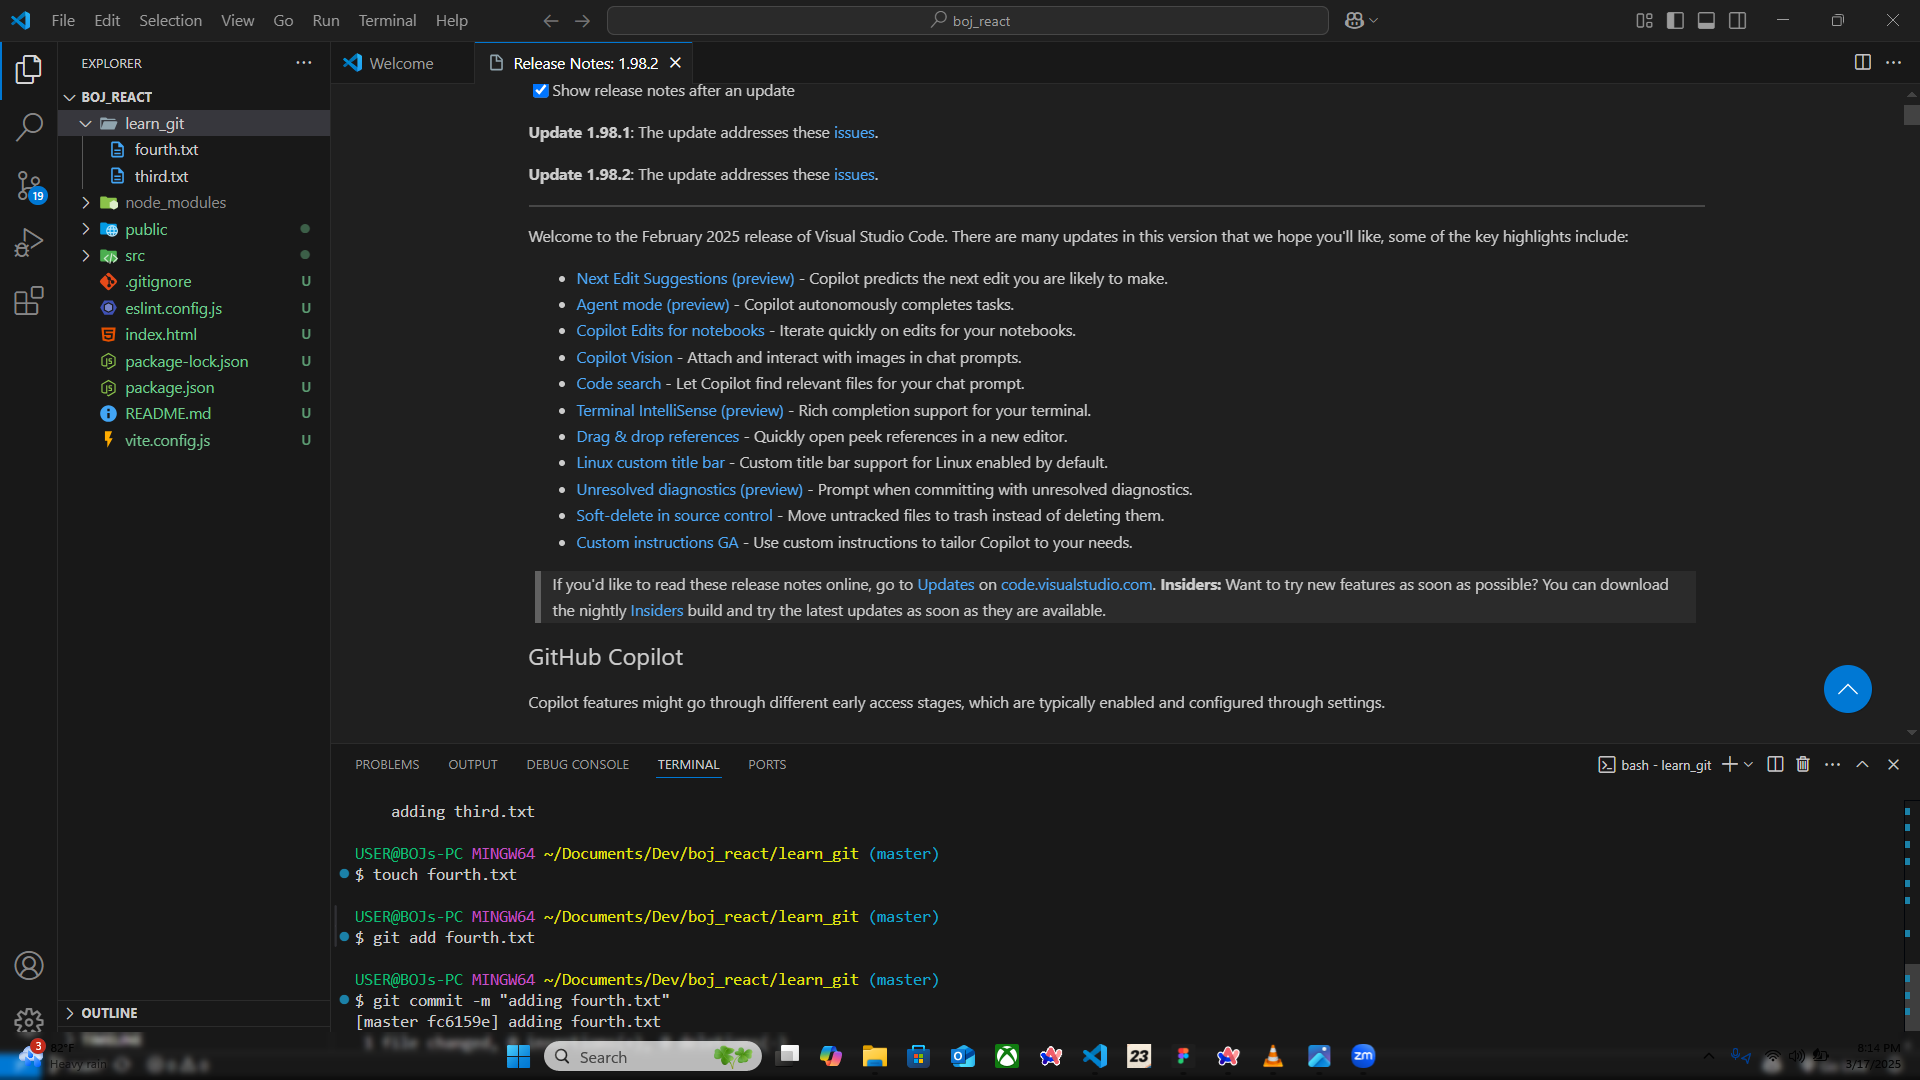 File Edit Selection View Go Run Terminal Help
boj_react
EXPLORER
Welcome
Release Notes: 1.98.2
BOJ_REACT
learn_git
fourth.txt
third.txt
node_modules
public
src
.gitignore U
eslint.config.js U
index.html U
package-lock.json U
package.json U
README.md U
vite.config.js U
19
OUTLINE
Show release notes after an update
Update 1.98.1: The update addresses these issues.
Update 1.98.2: The update addresses these issues.
Welcome to the February 2025 release of Visual Studio Code. There are many updates in this version that we hope you'll like, some of the key highlights include:
• Next Edit Suggestions (preview) - Copilot predicts the next edit you are likely to make.
• Agent mode (preview) - Copilot autonomously completes tasks.
• Copilot Edits for notebooks - Iterate quickly on edits for your notebooks.
• Copilot Vision - Attach and interact with images in chat prompts.
• Code search - Let Copilot find relevant files for your chat prompt.
• Terminal IntelliSense (preview) - Rich completion support for your terminal.
• Drag & drop references - Quickly open peek references in a new editor.
• Linux custom title bar - Custom title bar support for Linux enabled by default.
• Unresolved diagnostics (preview) - Prompt when committing with unresolved diagnostics.
• Soft-delete in source control - Move untracked files to trash instead of deleting them.
• Custom instructions GA - Use custom instructions to tailor Copilot to your needs.
If you'd like to read these release notes online, go to Updates on code.visualstudio.com. Insiders: Want to try new features as soon as possible? You can download
the nightly Insiders build and try the latest updates as soon as they are available.
GitHub Copilot
Copilot features might go through different early access stages, which are typically enabled and configured through settings.
PROBLEMS OUTPUT DEBUG CONSOLE TERMINAL PORTS
bash - learn_git
adding third.txt
USER@BOJs-PC MINGW64 ~/Documents/Dev/boj_react/learn_git (master)
$ touch fourth.txt
USER@BOJs-PC MINGW64 ~/Documents/Dev/boj_react/learn_git (master)
$ git add fourth.txt
USER@BOJs-PC MINGW64 ~/Documents/Dev/boj_react/learn_git (master)
$ git commit -m "adding fourth.txt"
[master fc6159e] adding fourth.txt
3
82°F
Heavy rain
Search
23
zm
8:14 PM
3/17/2025